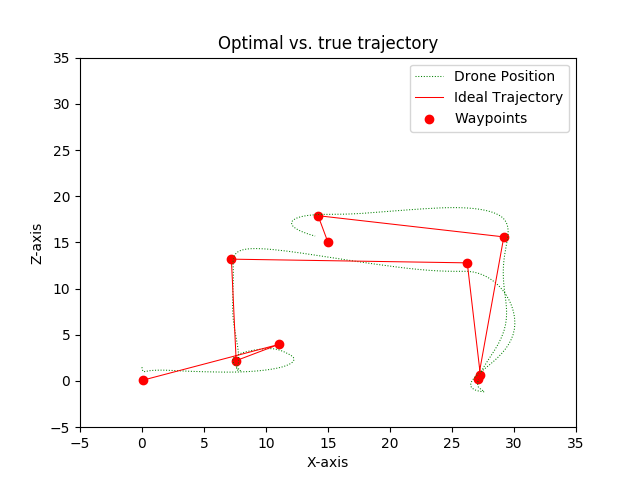 Optimal vs. true trajectory
Drone Position
Ideal Trajectory
Waypoints
35
30
25
20
15
10
5
0
−5
Z-axis
−5 0 5 10 15 20 25 30 35
X-axis